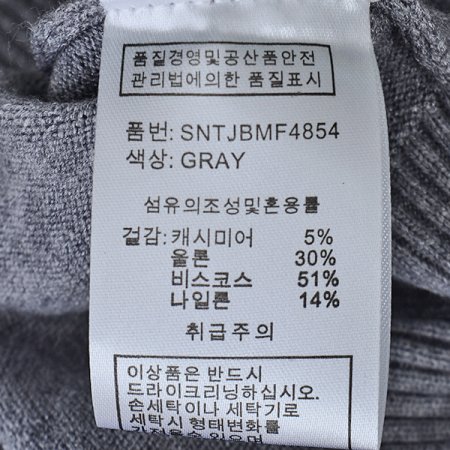 품질경영및공산품안전
관리법에의한 품질표시
품번: SNTJBMF4854
색상: GRAY
섬유의조성및혼용률
겉감: 캐시미어 5%
울론 30%
비스코스 51%
나일론 14%
취급주의
이상품은 반드시
드라이크리닝하십시오.
손세탁이나 세탁기로
세탁시 형태변화를